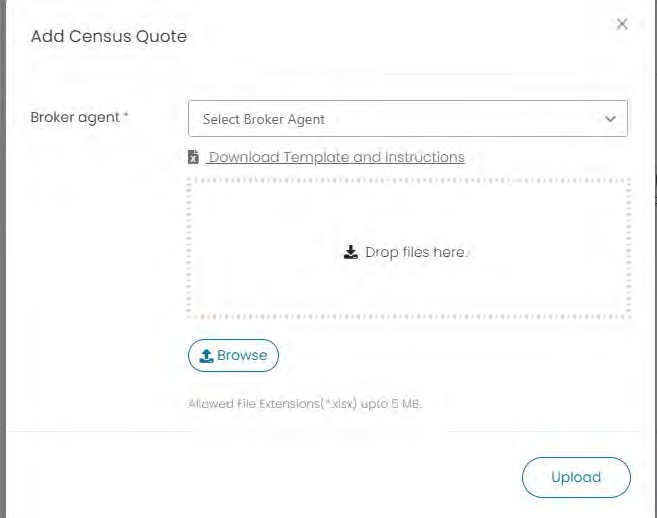 Add Census Quote
Broker agent *
Select Broker Agent
Download Template and Instructions
Drop files here.
Browse
Allowed File Extensions(*.xlsx) upto 5 MB.
Upload